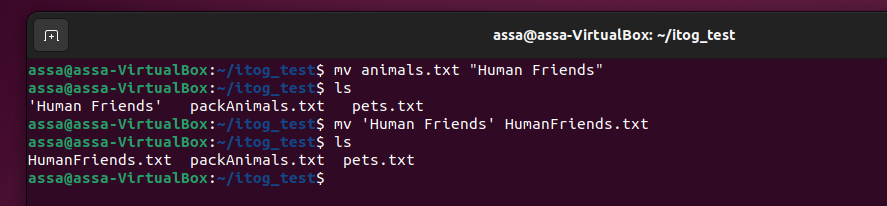 assa@assa-VirtualBox: ~/itog_test
assa@assa-VirtualBox:~/itog_test$ mv animals.txt "Human Friends"
assa@assa-VirtualBox:~/itog_test$ ls
'Human Friends'   packAnimals.txt   pets.txt
assa@assa-VirtualBox:~/itog_test$ mv 'Human Friends' HumanFriends.txt
assa@assa-VirtualBox:~/itog_test$ ls
HumanFriends.txt  packAnimals.txt  pets.txt
assa@assa-VirtualBox:~/itog_test$